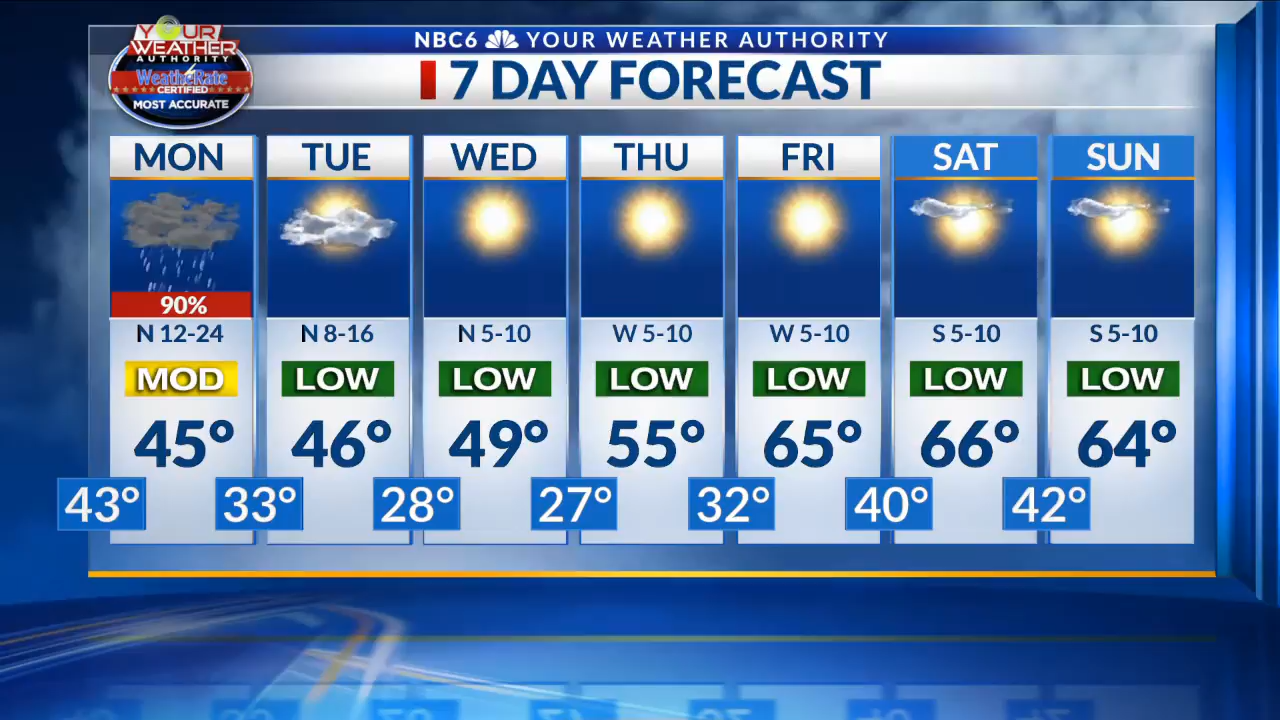 YOUR
WEATHER
AUTHORITY
WeatheRate
CERTIFIED
MOST ACCURATE
NBC6 YOUR WEATHER AUTHORITY
7 DAY FORECAST
MON TUE WED THU FRI SAT SUN
90%
N 12-24 N 8-16 N 5-10 W 5-10 W 5-10 S 5-10 S 5-10
MOD LOW LOW LOW LOW LOW LOW
45° 46° 49° 55° 65° 66° 64°
43° 33° 28° 27° 32° 40° 42°